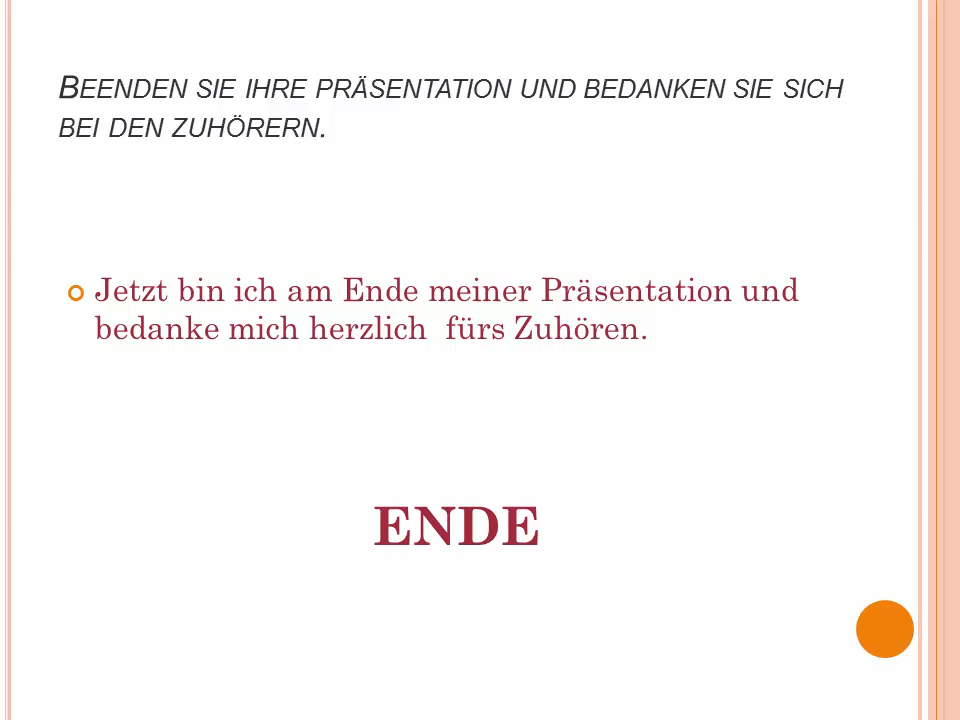 Beenden sie ihre präsentation und bedanken sie sich
bei den zuhörern.
Jetzt bin ich am Ende meiner Präsentation und
bedanke mich herzlich  fürs Zuhören.
ENDE